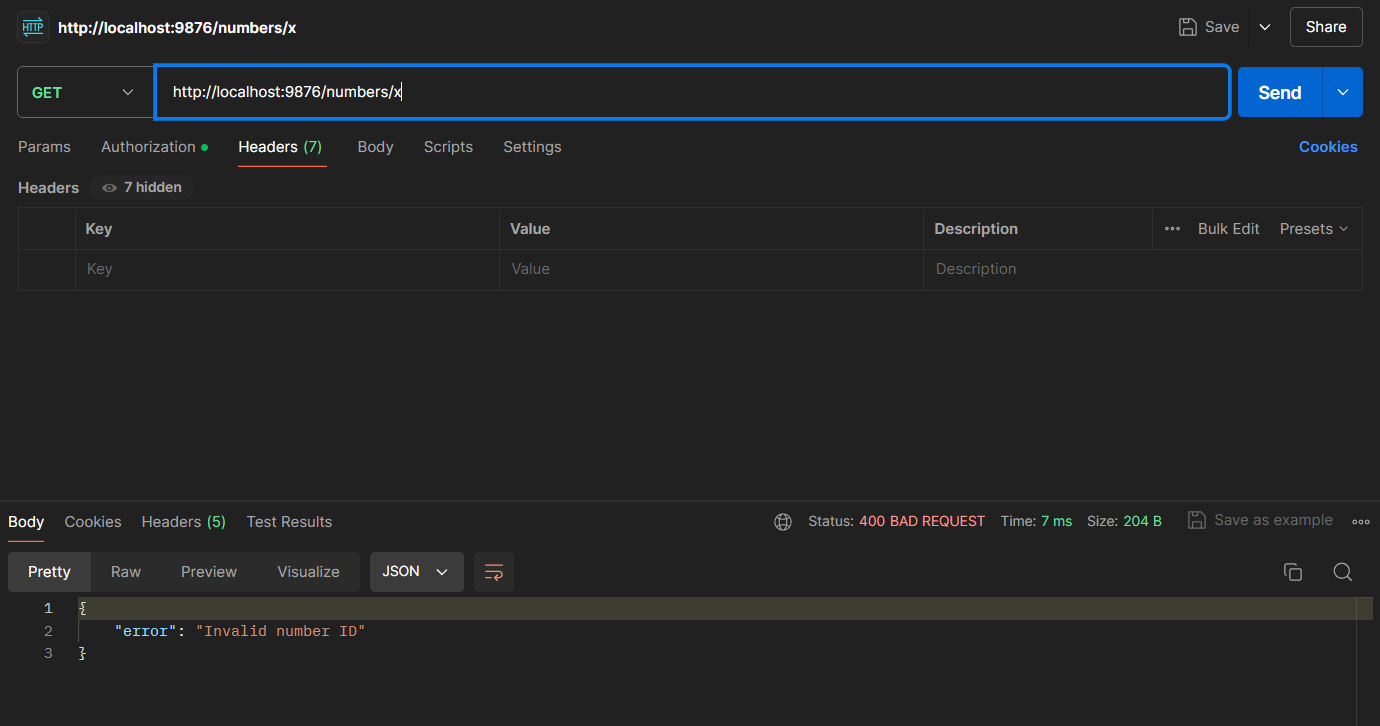 HTTP http://localhost:9876/numbers/x Save Share
GET http://localhost:9876/numbers/x Send
Params Authorization Headers (7) Body Scripts Settings Cookies
Headers 7 hidden
Key Value Description Bulk Edit Presets
Key Value Description
Body Cookies Headers (5) Test Results Status: 400 BAD REQUEST Time: 7 ms Size: 204 B Save as example
Pretty Raw Preview Visualize JSON
1 {
2 "error": "Invalid number ID"
3 }